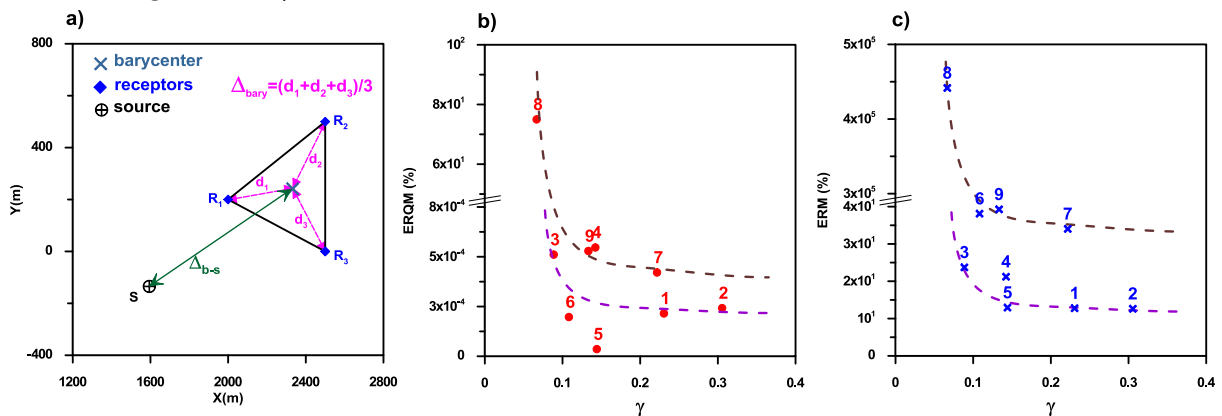 a)
800
400
0
-400
Y(m)
1200
1600
2000
2400
2800
X(m)
barycenter
receptors
source
Δbary=(d1+d2+d3)/3
R1
R2
R3
d1
d2
d3
Δb-s
S
b)
10²
8x10¹
6x10¹
8x10⁻⁴
5x10⁻⁴
3x10⁻⁴
0
ERQM (%)
0
0.1
0.2
0.3
0.4
γ
8
3
9
4
7
6
1
2
5
c)
5x10⁵
4x10⁵
3x10⁵
4x10¹
3x10¹
2x10¹
10¹
0
ERM (%)
0
0.1
0.2
0.3
0.4
γ
8
6
9
7
3
4
5
1
2